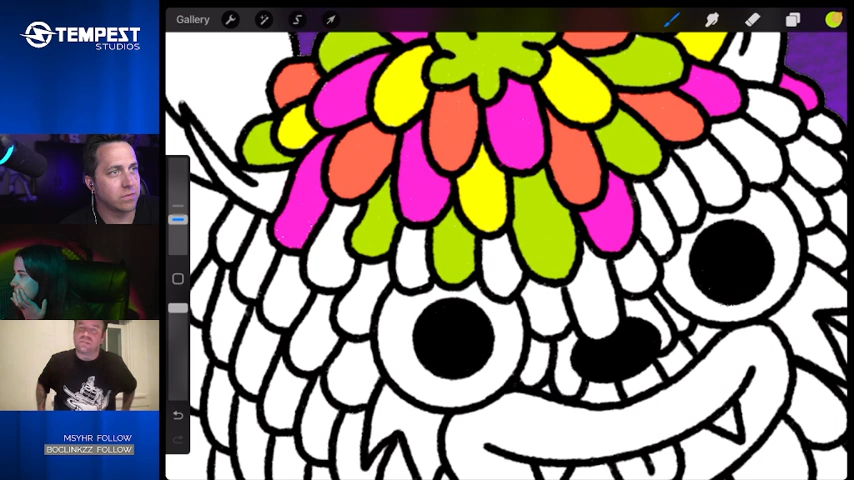 TEMPEST
STUDIOS
Gallery
MSYHR FOLLOW
BOCLINKZZ FOLLOW